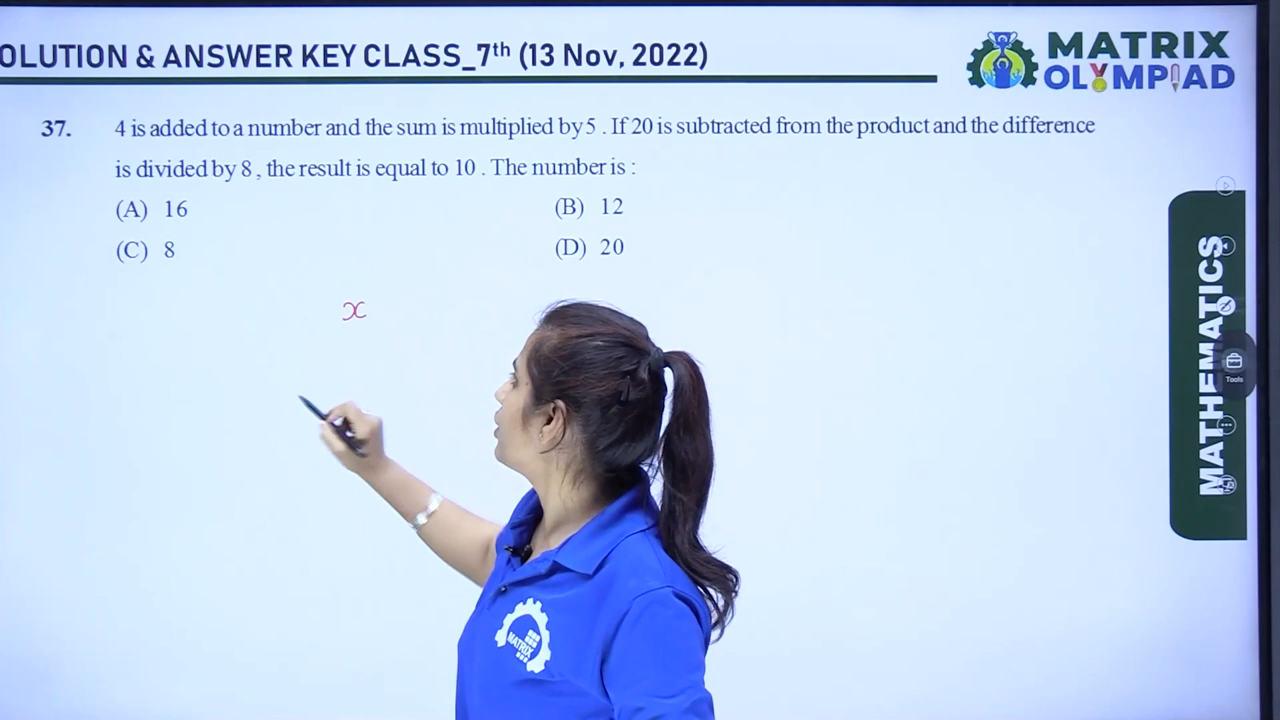 OLUTION & ANSWER KEY CLASS_7th (13 Nov, 2022)
MATRIX
OLYMPIAD
37. 4 is added to a number and the sum is multiplied by 5 . If 20 is subtracted from the product and the difference
is divided by 8 , the result is equal to 10 . The number is :
(A) 16 (B) 12
(C) 8 (D) 20
x
MATHEMATICS
Tools
MATRIX